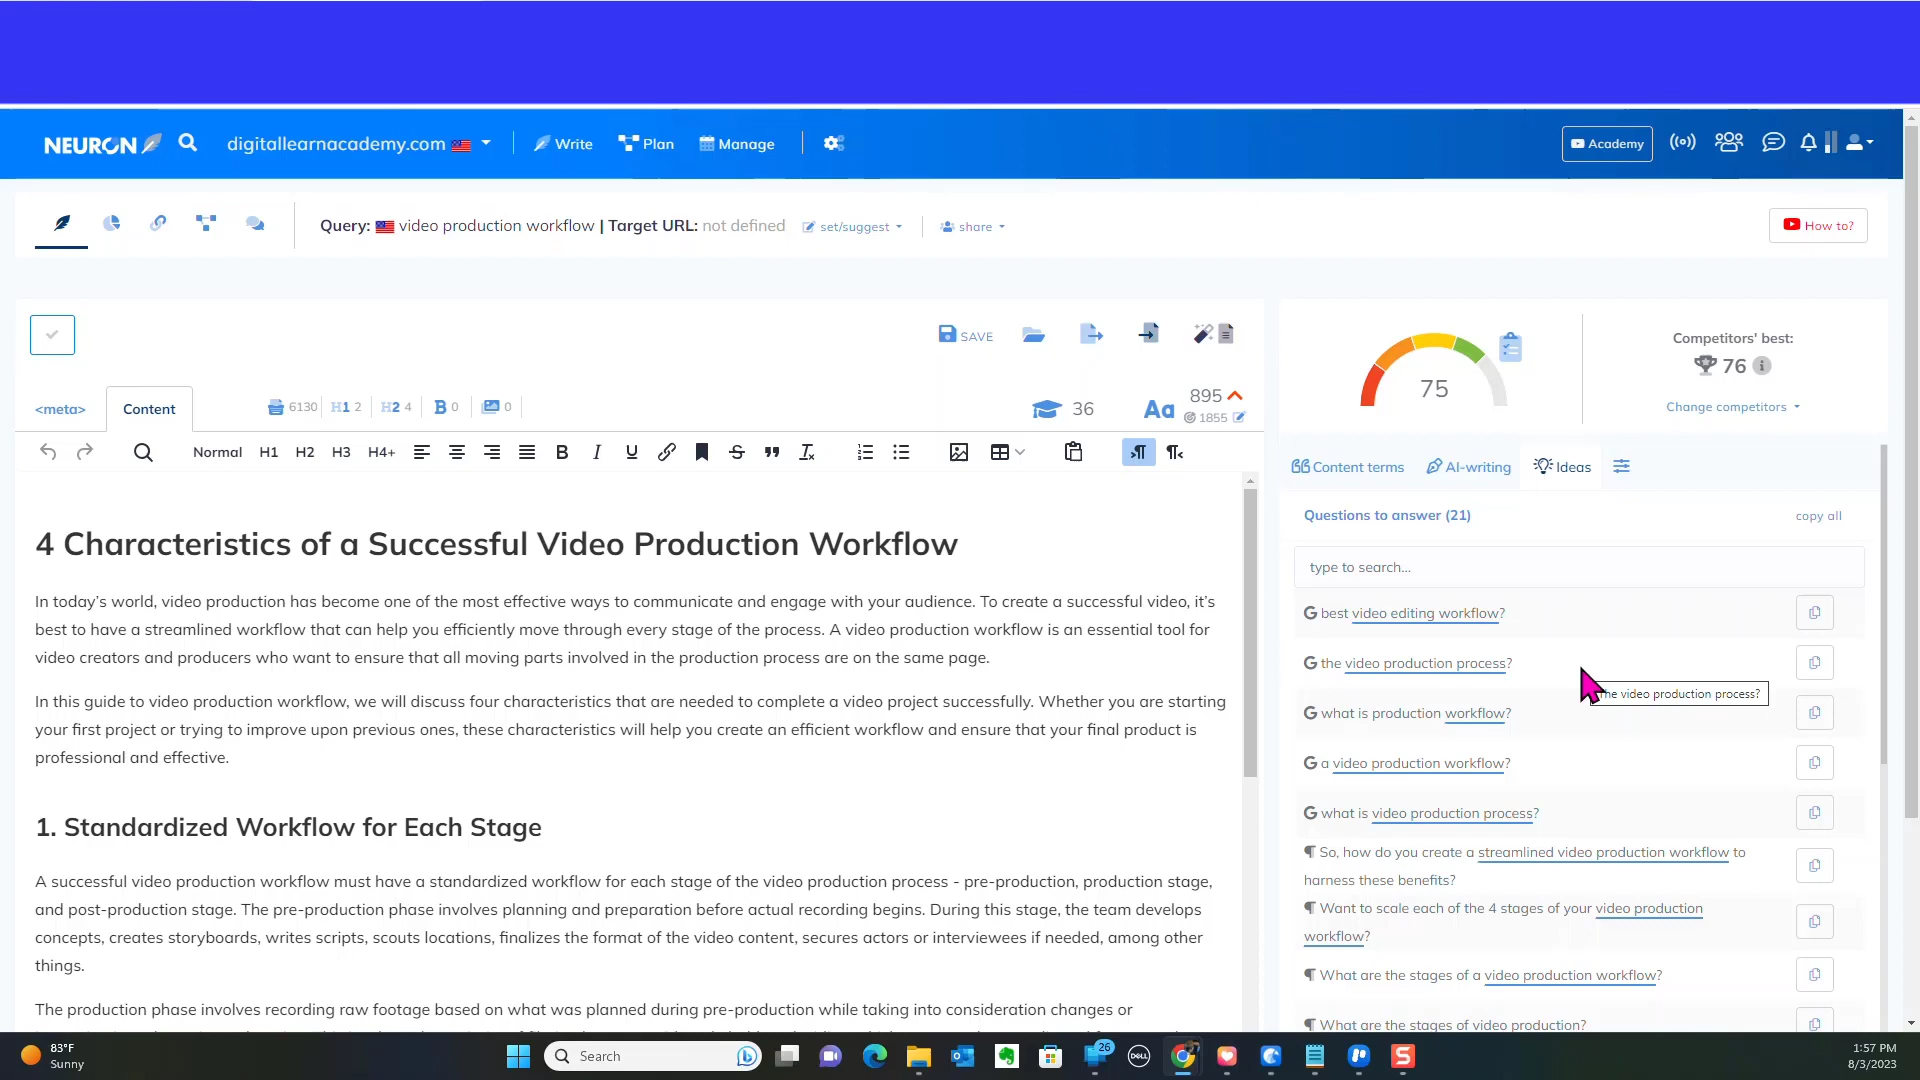 NEURON
digitallearnacademy.com
Write
Plan
Manage
Academy
Query: video production workflow | Target URL: not defined
set/suggest
share
How to?
SAVE
<meta>
Content
6130
H1 2
H2 4
B 0
0
36
Aa
895
1855
Normal H1 H2 H3 H4+
4 Characteristics of a Successful Video Production Workflow
In today's world, video production has become one of the most effective ways to communicate and engage with your audience. To create a successful video, it's
best to have a streamlined workflow that can help you efficiently move through every stage of the process. A video production workflow is an essential tool for
video creators and producers who want to ensure that all moving parts involved in the production process are on the same page.
In this guide to video production workflow, we will discuss four characteristics that are needed to complete a video project successfully. Whether you are starting
your first project or trying to improve upon previous ones, these characteristics will help you create an efficient workflow and ensure that your final product is
professional and effective.
1. Standardized Workflow for Each Stage
A successful video production workflow must have a standardized workflow for each stage of the video production process - pre-production, production stage,
and post-production stage. The pre-production phase involves planning and preparation before actual recording begins. During this stage, the team develops
concepts, creates storyboards, writes scripts, scouts locations, finalizes the format of the video content, secures actors or interviewees if needed, among other
things.
The production phase involves recording raw footage based on what was planned during pre-production while taking into consideration changes or
75
Competitors' best:
76
Change competitors
Content terms
AI-writing
Ideas
Questions to answer (21)
copy all
type to search...
best video editing workflow?
the video production process?
the video production process?
what is production workflow?
a video production workflow?
what is video production process?
¶ So, how do you create a streamlined video production workflow to
harness these benefits?
¶ Want to scale each of the 4 stages of your video production
workflow?
¶ What are the stages of a video production workflow?
¶ What are the stages of video production?
83°F
Sunny
Search
26
DELL
1:57 PM
8/3/2023